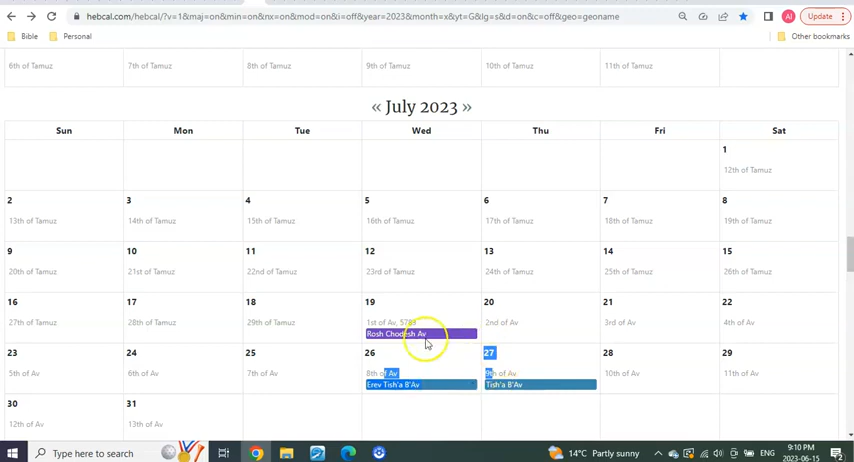 hebcal.com/hebcal/?v=1&maj=on&min=on&nx=on&mod=on&i=off&year=2023&month=x&yt=G&lg=s&d=on&c=off&geo=geoname
AI
Update
Bible
Personal
Other bookmarks
6th of Tamuz
7th of Tamuz
8th of Tamuz
9th of Tamuz
10th of Tamuz
11th of Tamuz
« July 2023 »
Sun Mon Tue Wed Thu Fri Sat
1
12th of Tamuz
2 3 4 5 6 7 8
13th of Tamuz 14th of Tamuz 15th of Tamuz 16th of Tamuz 17th of Tamuz 18th of Tamuz 19th of Tamuz
9 10 11 12 13 14 15
20th of Tamuz 21st of Tamuz 22nd of Tamuz 23rd of Tamuz 24th of Tamuz 25th of Tamuz 26th of Tamuz
16 17 18 19 20 21 22
27th of Tamuz 28th of Tamuz 29th of Tamuz 1st of Av, 5783 2nd of Av 3rd of Av 4th of Av
Rosh Chodesh Av
23 24 25 26 27 28 29
5th of Av 6th of Av 7th of Av 8th of Av 9th of Av 10th of Av 11th of Av
Erev Tish'a B'Av Tish'a B'Av
30 31
12th of Av 13th of Av
Type here to search
14°C Partly sunny
ENG
9:10 PM
2023-06-15
2